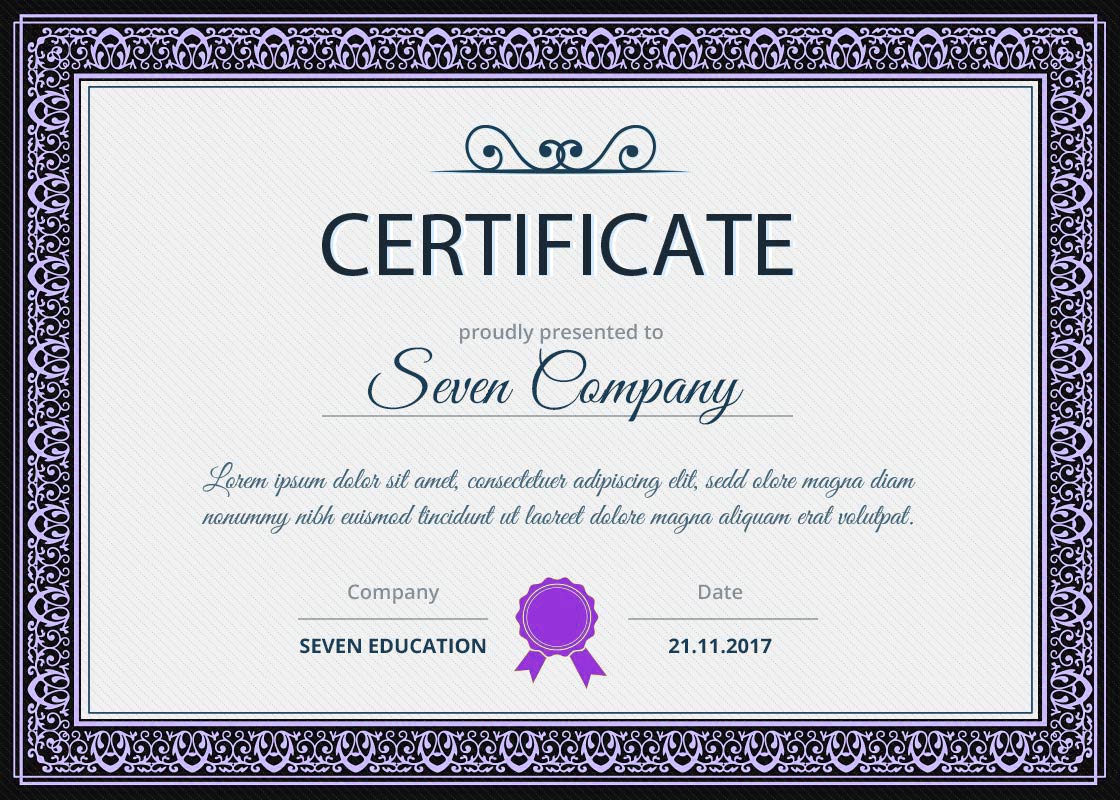 CERTIFICATE
proudly presented to
Seven Company
Lorem ipsum dolor sit amet, consectetuer adipiscing elit, sedd olore magna diam
nonummy nibh euismod tincidunt ut laoreet dolore magna aliquam erat volutpat.
Company
SEVEN EDUCATION
Date
21.11.2017